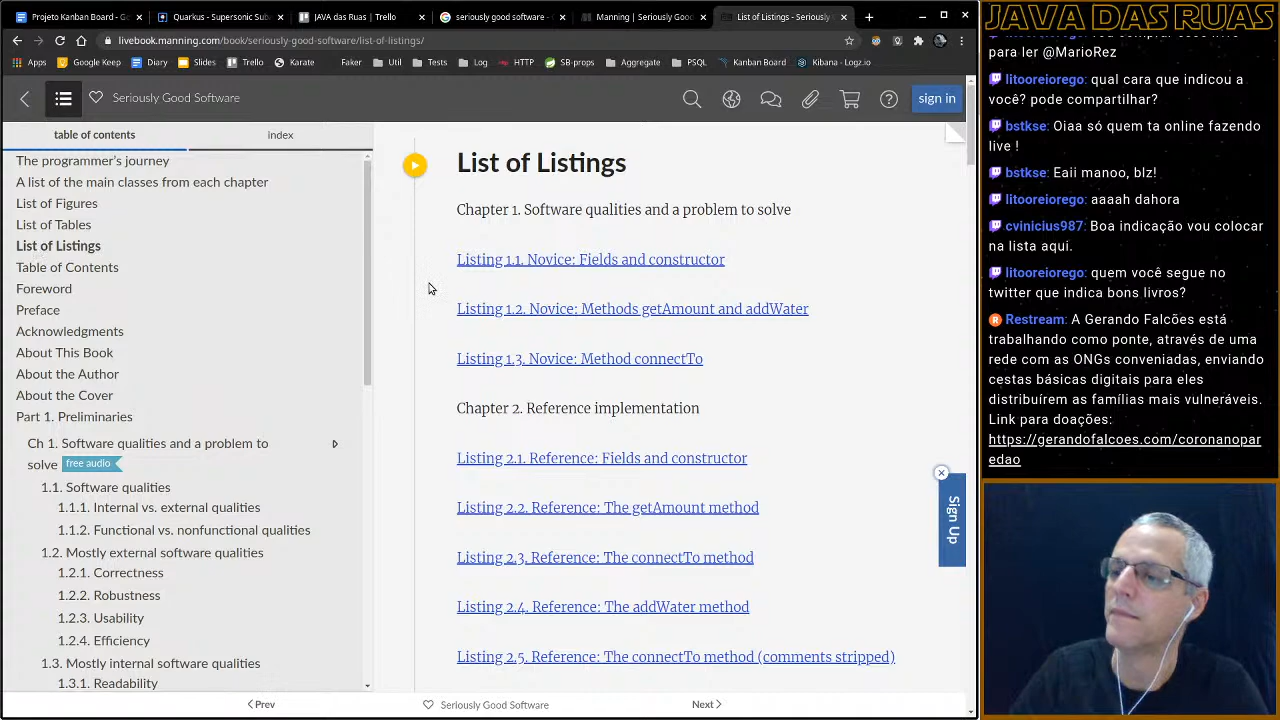 Projeto Kanban Board - G
Quarkus - Supersonic Sub
JAVA das Ruas | Trello
seriously good software -
Manning | Seriously Good
List of Listings - Seriously
livebook.manning.com/book/seriously-good-software/list-of-listings/
Apps
Google Keep
Diary
Slides
Trello
Karate
Faker
Util
Tests
Log
HTTP
SB-props
Aggregate
PSQL
Kanban Board
Kibana - Logz.io
Seriously Good Software
sign in
table of contents
index
The programmer's journey
A list of the main classes from each chapter
List of Figures
List of Tables
List of Listings
Table of Contents
Foreword
Preface
Acknowledgments
About This Book
About the Author
About the Cover
Part 1. Preliminaries
Ch 1. Software qualities and a problem to
solve free audio
1.1. Software qualities
1.1.1. Internal vs. external qualities
1.1.2. Functional vs. nonfunctional qualities
1.2. Mostly external software qualities
1.2.1. Correctness
1.2.2. Robustness
1.2.3. Usability
1.2.4. Efficiency
1.3. Mostly internal software qualities
1.3.1. Readability
List of Listings
Chapter 1. Software qualities and a problem to solve
Listing 1.1. Novice: Fields and constructor
Listing 1.2. Novice: Methods getAmount and addWater
Listing 1.3. Novice: Method connectTo
Chapter 2. Reference implementation
Listing 2.1. Reference: Fields and constructor
Listing 2.2. Reference: The getAmount method
Listing 2.3. Reference: The connectTo method
Listing 2.4. Reference: The addWater method
Listing 2.5. Reference: The connectTo method (comments stripped)
Sign Up
Prev
Seriously Good Software
Next
JAVA DAS RUAS
para ler @MarioRez
litooreiorego: qual cara que indicou a
você? pode compartilhar?
bstkse: Oiaa só quem ta online fazendo
live !
bstkse: Eaii manoo, blz!
litooreiorego: aaaah dahora
cvinicius987: Boa indicação vou colocar
na lista aqui.
litooreiorego: quem você segue no
twitter que indica bons livros?
Restream: A Gerando Falcões está
trabalhando como ponte, através de uma
rede com as ONGs conveniadas, enviando
cestas básicas digitais para eles
distribuírem as famílias mais vulneráveis.
Link para doações:
https://gerandofalcoes.com/coronanopar
edao